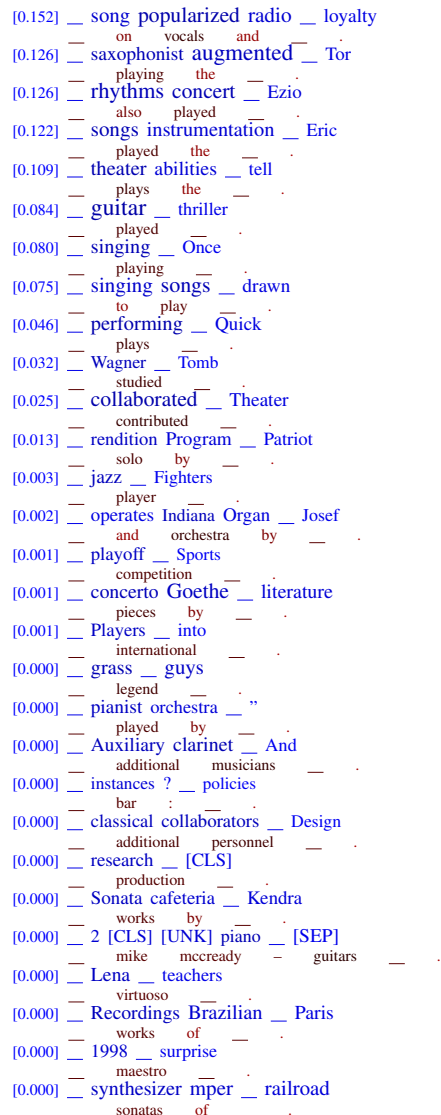 [0.152] __ song popularized radio __ loyalty
__ on vocals and __ .
[0.126] __ saxophonist augmented __ Tor
__ playing the __ .
[0.126] __ rhythms concert __ Ezio
__ also played __ .
[0.122] __ songs instrumentation __ Eric
__ played the __ .
[0.109] __ theater abilities __ tell
__ plays the __ .
[0.084] __ guitar __ thriller
__ played __ .
[0.080] __ singing __ Once
__ playing __ .
[0.075] __ singing songs __ drawn
__ to play __ .
[0.046] __ performing __ Quick
__ plays __ .
[0.032] __ Wagner __ Tomb
__ studied __ .
[0.025] __ collaborated __ Theater
__ contributed __ .
[0.013] __ rendition Program __ Patriot
__ solo by __ .
[0.003] __ jazz __ Fighters
__ player __ .
[0.002] __ operates Indiana Organ __ Josef
__ and orchestra by __ .
[0.001] __ playoff __ Sports
__ competition __ .
[0.001] __ concerto Goethe __ literature
__ pieces by __ .
[0.001] __ Players __ into
__ international __ .
[0.000] __ grass __ guys
__ legend __ .
[0.000] __ pianist orchestra __ ”
__ played by __ .
[0.000] __ Auxiliary clarinet __ And
__ additional musicians __ .
[0.000] __ instances ? __ policies
__ bar : __ .
[0.000] __ classical collaborators __ Design
__ additional personnel __ .
[0.000] __ research __ [CLS]
__ production __ .
[0.000] __ Sonata cafeteria __ Kendra
__ works by __ .
[0.000] __ 2 [CLS] [UNK] piano __ [SEP]
__ mike mccready – guitars __ .
[0.000] __ Lena __ teachers
__ virtuoso __ .
[0.000] __ Recordings Brazilian __ Paris
__ works of __ .
[0.000] __ 1998 __ surprise
__ maestro __ .
[0.000] __ synthesizer mper __ railroad
__ sonatas of __ .